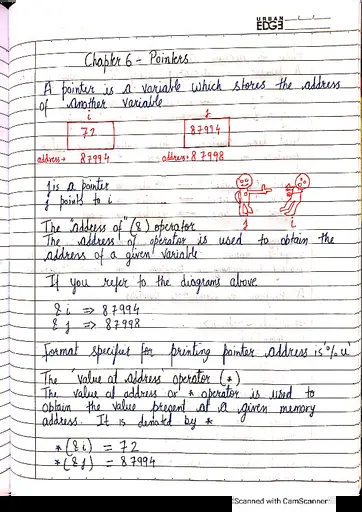 URBAN
EDGE
Chapter 6 - Pointers
A pointer is a variable which stores the address
of another variable
i j
72 87994
address→ 87994 address→ 87998
j is a pointer
j points to i
j i
The "address of" (&) operator
The address of operator is used to obtain the
address of a given variable
If you refer to the diagrams above
& i => 87994
& j => 87998
Format specifier for printing pointer address is '%u'
The 'value at address' operator (*)
The value at address or * operator is used to
obtain the value present at a given memory
address. It is denoted by *
*(&i) = 72
*(&j) = 87994
Scanned with CamScanner